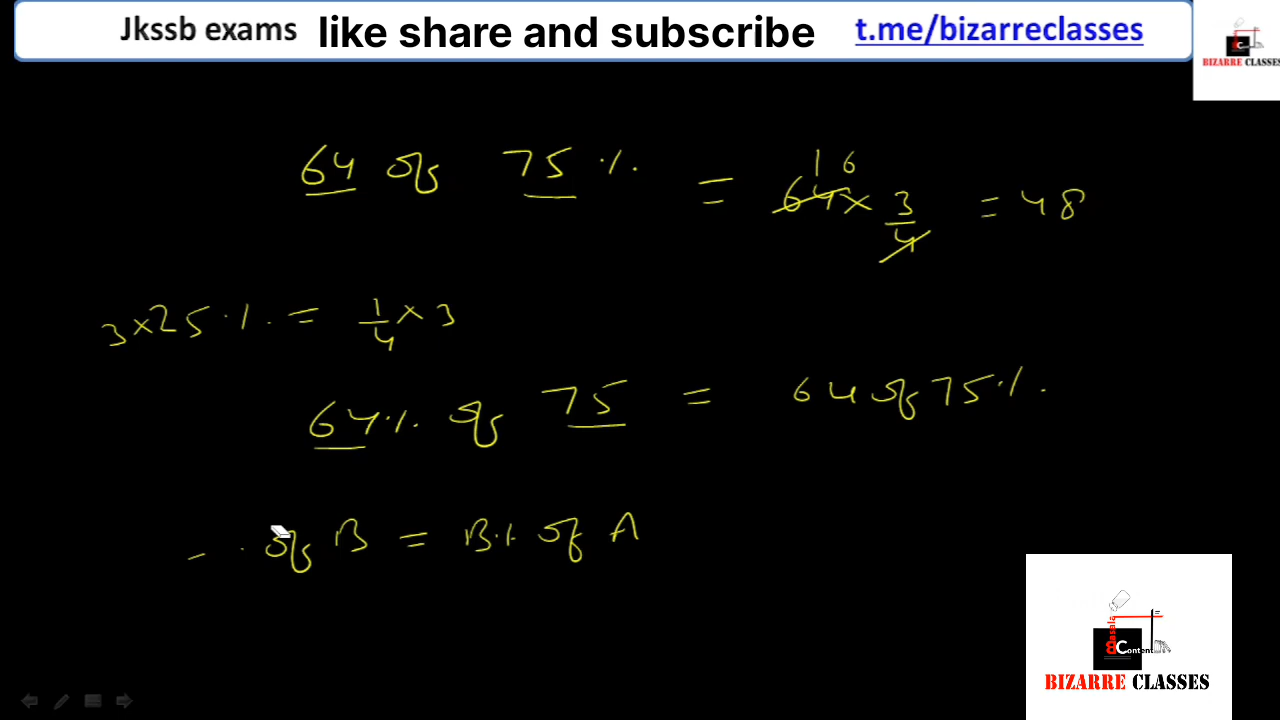 Jkssb exams like share and subscribe t.me/bizarreclasses
BIZARRE CLASSES
64 of 75 % = 64 × 3/4 = 48
16
3×25 % = 1/4 × 3
64 % of 75 = 64 of 75 %.
of B = B% of A
Content
BIZARRE CLASSES